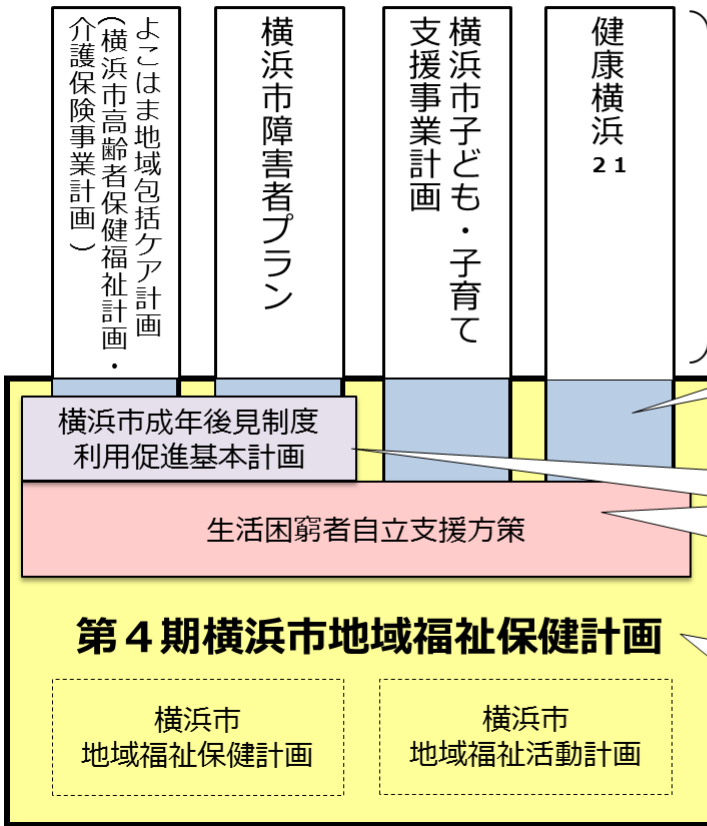 よこはま地域包括ケア計画
（横浜市高齢者保健福祉計画・
介護保険事業計画）
横浜市障害者プラン
横浜市子ども・子育て
支援事業計画
健康横浜21
横浜市成年後見制度
利用促進基本計画
生活困窮者自立支援方策
第４期横浜市地域福祉保健計画
横浜市
地域福祉保健計画
横浜市
地域福祉活動計画